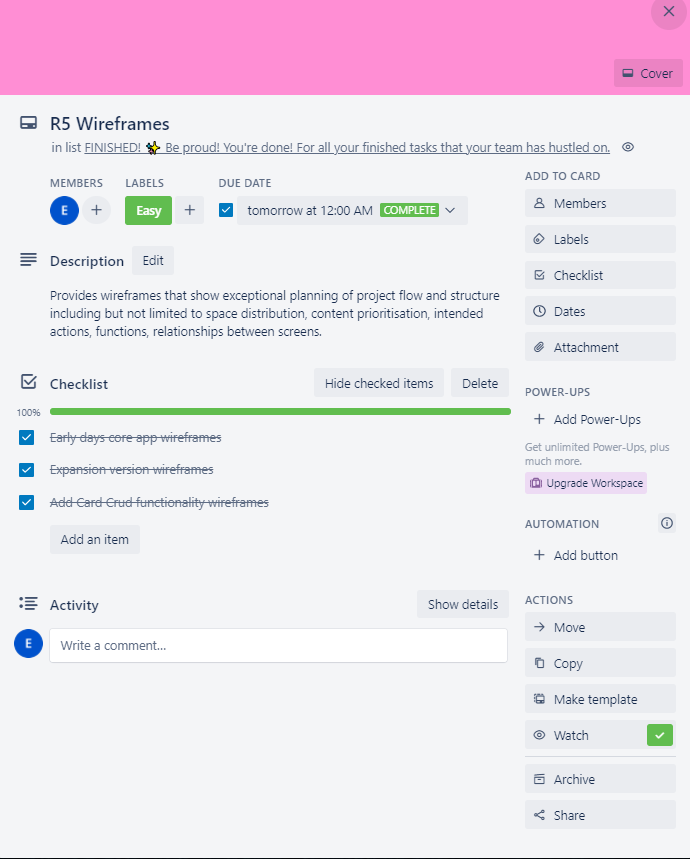 Cover
R5 Wireframes
in list FINISHED! ✨ Be proud! You're done! For all your finished tasks that your team has hustled on.
MEMBERS LABELS DUE DATE
E Easy tomorrow at 12:00 AM COMPLETE
Description Edit
Provides wireframes that show exceptional planning of project flow and structure
including but not limited to space distribution, content prioritisation, intended
actions, functions, relationships between screens.
Checklist Hide checked items Delete
100%
Early days core app wireframes
Expansion version wireframes
Add Card Crud functionality wireframes
Add an item
Activity Show details
E Write a comment...
ADD TO CARD
Members
Labels
Checklist
Dates
Attachment
POWER-UPS
+ Add Power-Ups
Get unlimited Power-Ups, plus
much more.
Upgrade Workspace
AUTOMATION
+ Add button
ACTIONS
Move
Copy
Make template
Watch
Archive
Share